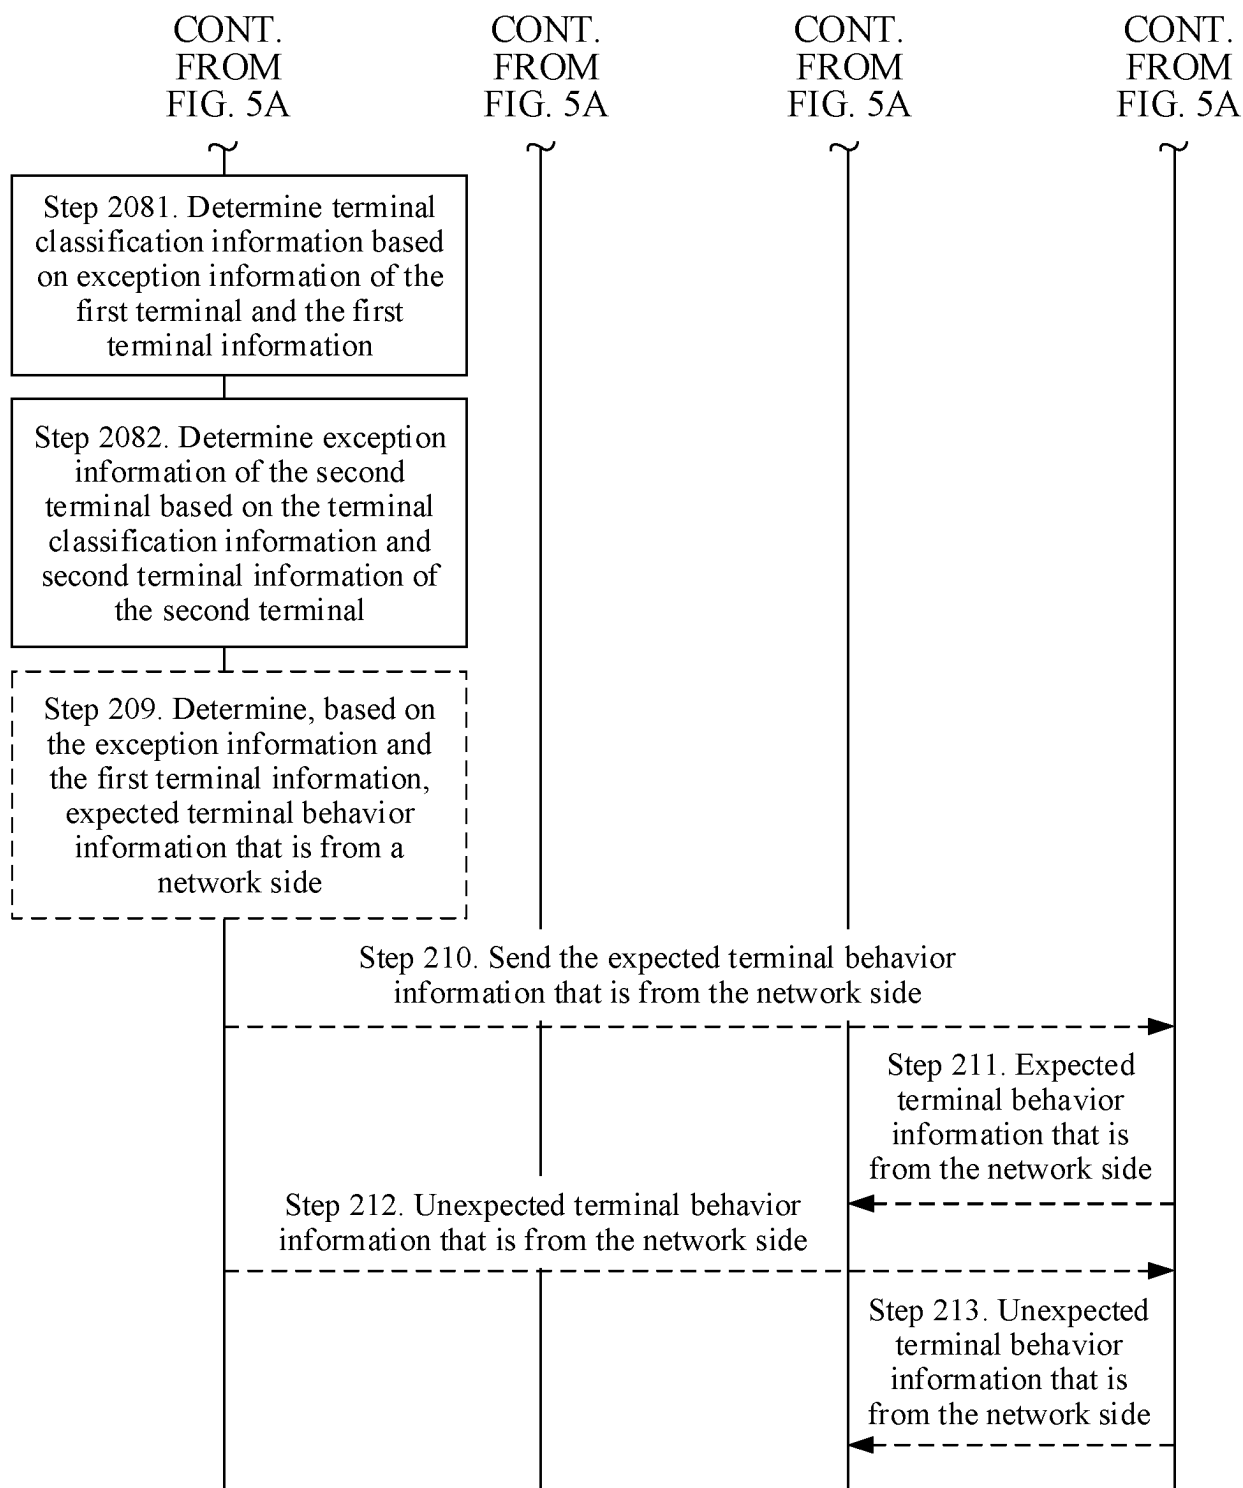 CONT.
FROM
FIG. 5A
CONT.
FROM
FIG. 5A
CONT.
FROM
FIG. 5A
CONT.
FROM
FIG. 5A
Step 2081. Determine terminal
classification information based
on exception information of the
first terminal and the first
terminal information
Step 2082. Determine exception
information of the second
terminal based on the terminal
classification information and
second terminal information of
the second terminal
Step 209. Determine, based on
the exception information and
the first terminal information,
expected terminal behavior
information that is from a
network side
Step 210. Send the expected terminal behavior
information that is from the network side
Step 211. Expected
terminal behavior
information that is
from the network side
Step 212. Unexpected terminal behavior
information that is from the network side
Step 213. Unexpected
terminal behavior
information that is
from the network side